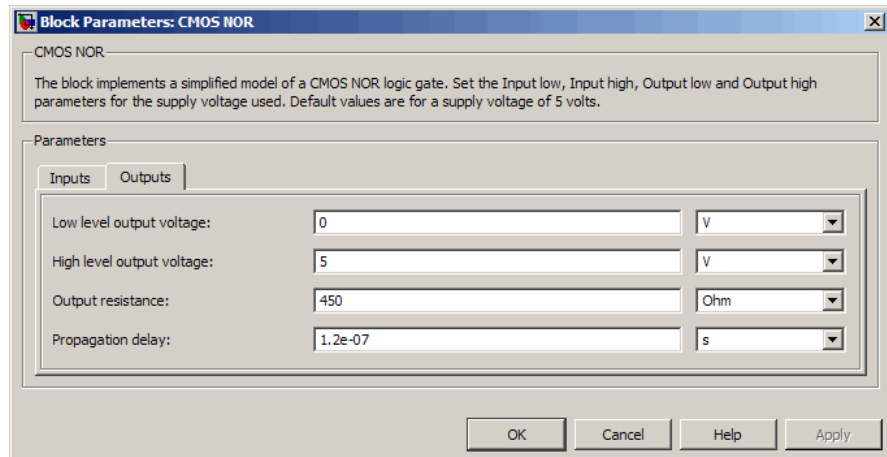 Block Parameters: CMOS NOR
CMOS NOR
The block implements a simplified model of a CMOS NOR logic gate. Set the Input low, Input high, Output low and Output high
parameters for the supply voltage used. Default values are for a supply voltage of 5 volts.
Parameters
Inputs Outputs
Low level output voltage: 0 V
High level output voltage: 5 V
Output resistance: 450 Ohm
Propagation delay: 1.2e-07 s
OK Cancel Help Apply